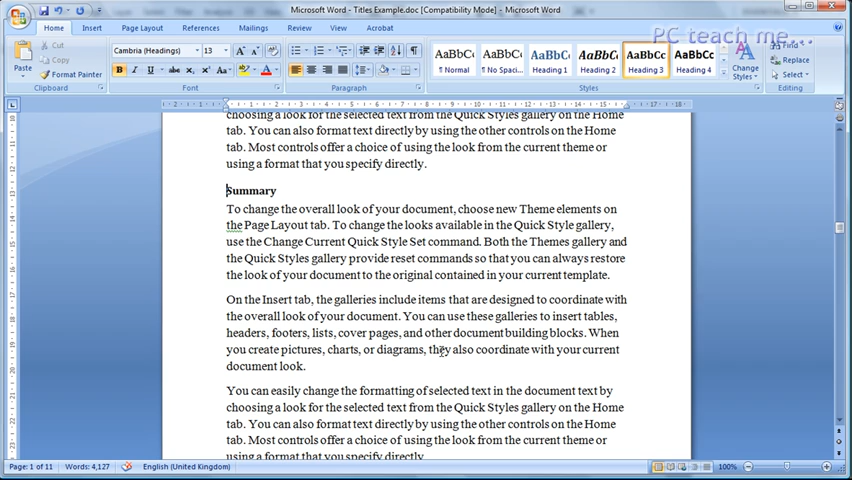 Microsoft Word - Titles Example.doc [Compatibility Mode] - Microsoft Word
PC teach me...
Home Insert Page Layout References Mailings Review View Acrobat
Paste
Cut
Copy
Format Painter
Clipboard
Cambria (Headings) 13
Font
Paragraph
AaBbC AaBbC AaBbC AaBbC AaBbCc AaBbCc
¶ Normal ¶ No Spaci... Heading 1 Heading 2 Heading 3 Heading 4
Change Styles
Styles
Find
Replace
Select
Editing
choosing a look for the selected text from the Quick Styles gallery on the Home
tab. You can also format text directly by using the other controls on the Home
tab. Most controls offer a choice of using the look from the current theme or
using a format that you specify directly.
Summary
To change the overall look of your document, choose new Theme elements on
the Page Layout tab. To change the looks available in the Quick Style gallery,
use the Change Current Quick Style Set command. Both the Themes gallery and
the Quick Styles gallery provide reset commands so that you can always restore
the look of your document to the original contained in your current template.
On the Insert tab, the galleries include items that are designed to coordinate with
the overall look of your document. You can use these galleries to insert tables,
headers, footers, lists, cover pages, and other document building blocks. When
you create pictures, charts, or diagrams, they also coordinate with your current
document look.
You can easily change the formatting of selected text in the document text by
choosing a look for the selected text from the Quick Styles gallery on the Home
tab. You can also format text directly by using the other controls on the Home
tab. Most controls offer a choice of using the look from the current theme or
using a format that you specify directly.
Page: 1 of 11 Words: 4,127 English (United Kingdom) 100%